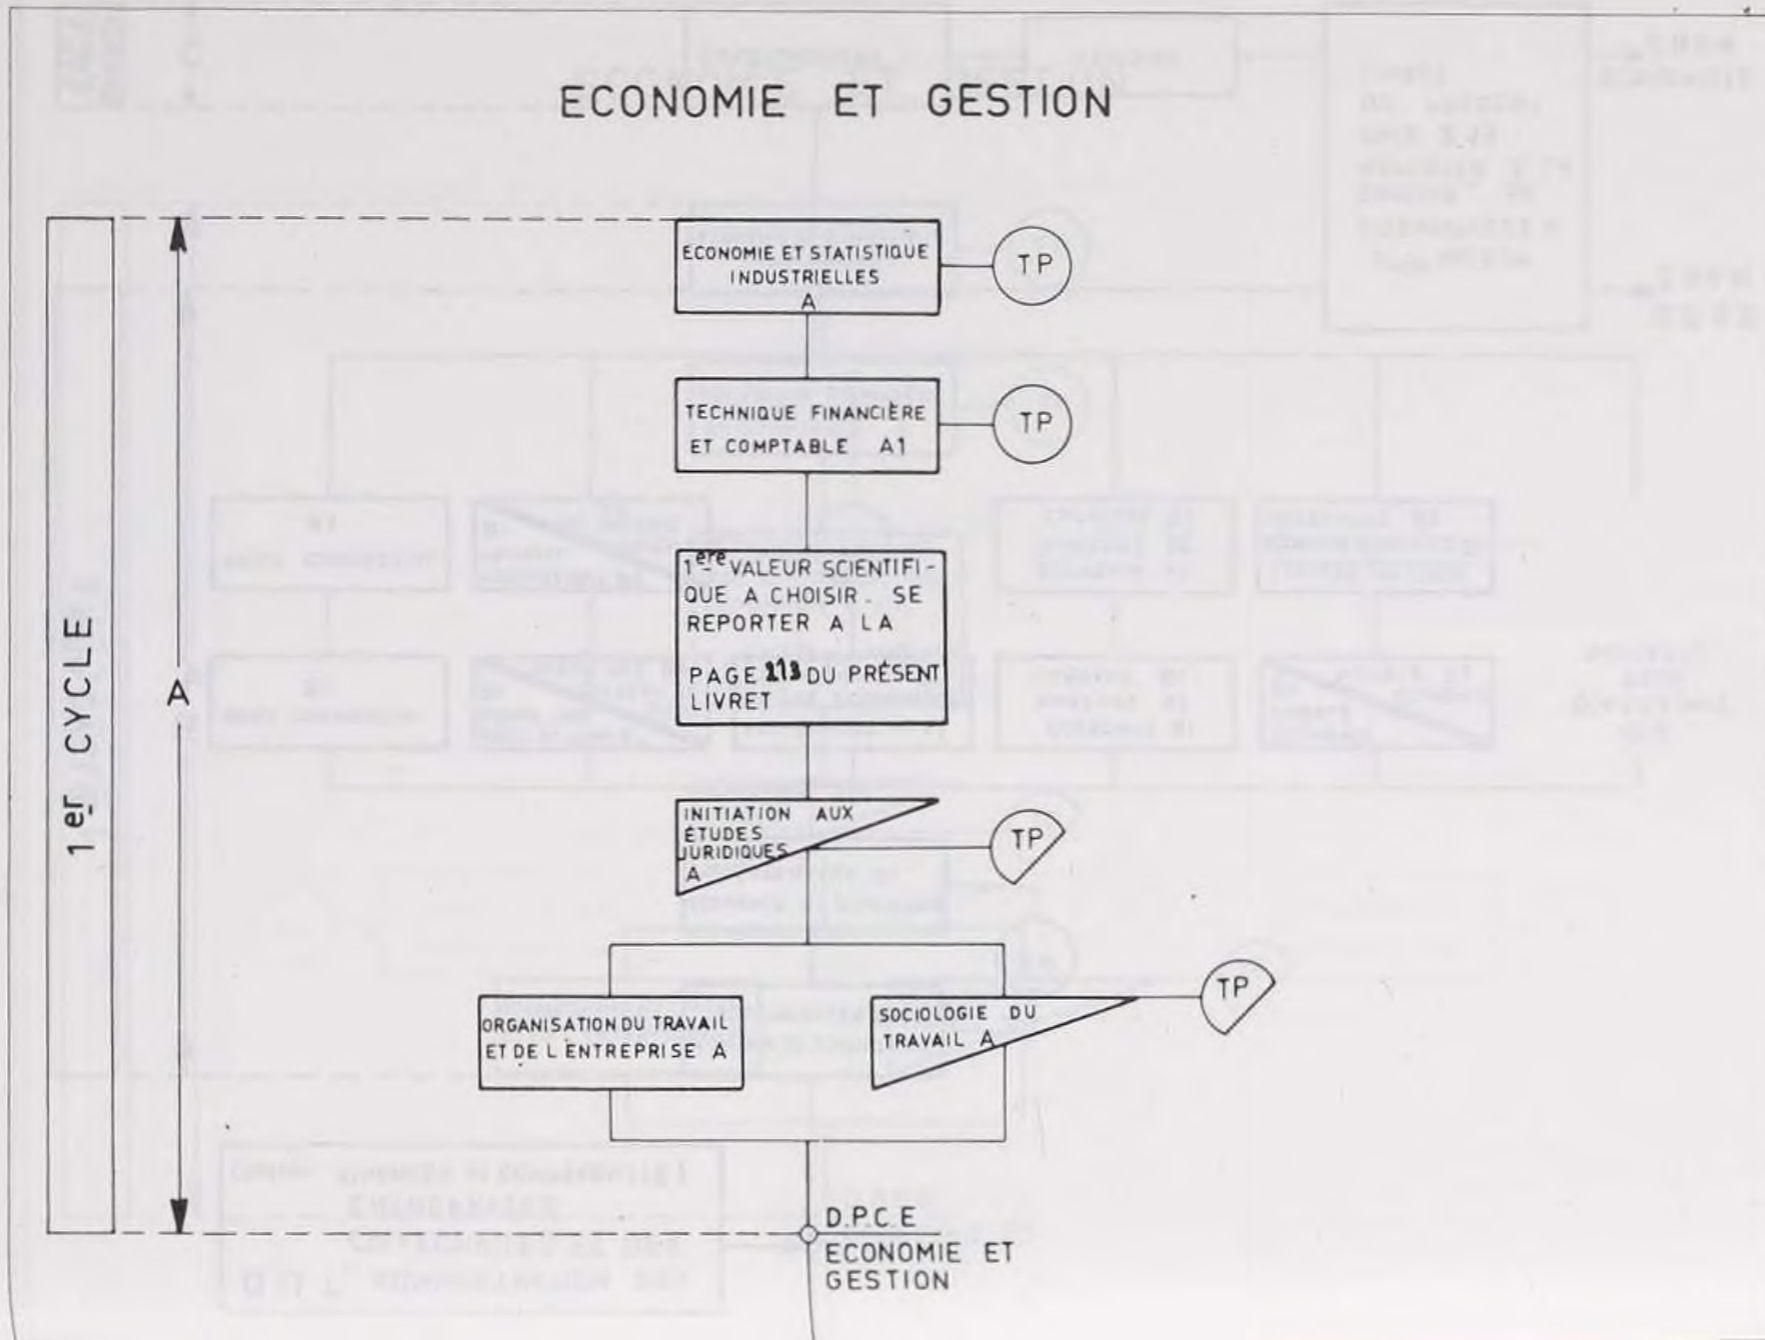 ECONOMIE ET GESTION
1er CYCLE
A
ECONOMIE ET STATISTIQUE
INDUSTRIELLES
A
TP
TECHNIQUE FINANCIÈRE
ET COMPTABLE A1
TP
1ère VALEUR SCIENTIFI-
QUE A CHOISIR. SE
REPORTER A LA
PAGE DU PRÉSENT
LIVRET
INITIATION AUX
ÉTUDES
JURIDIQUES
A
TP
ORGANISATION DU TRAVAIL
ET DE L'ENTREPRISE A
SOCIOLOGIE DU
TRAVAIL A
TP
D.P.C.E
ECONOMIE ET
GESTION